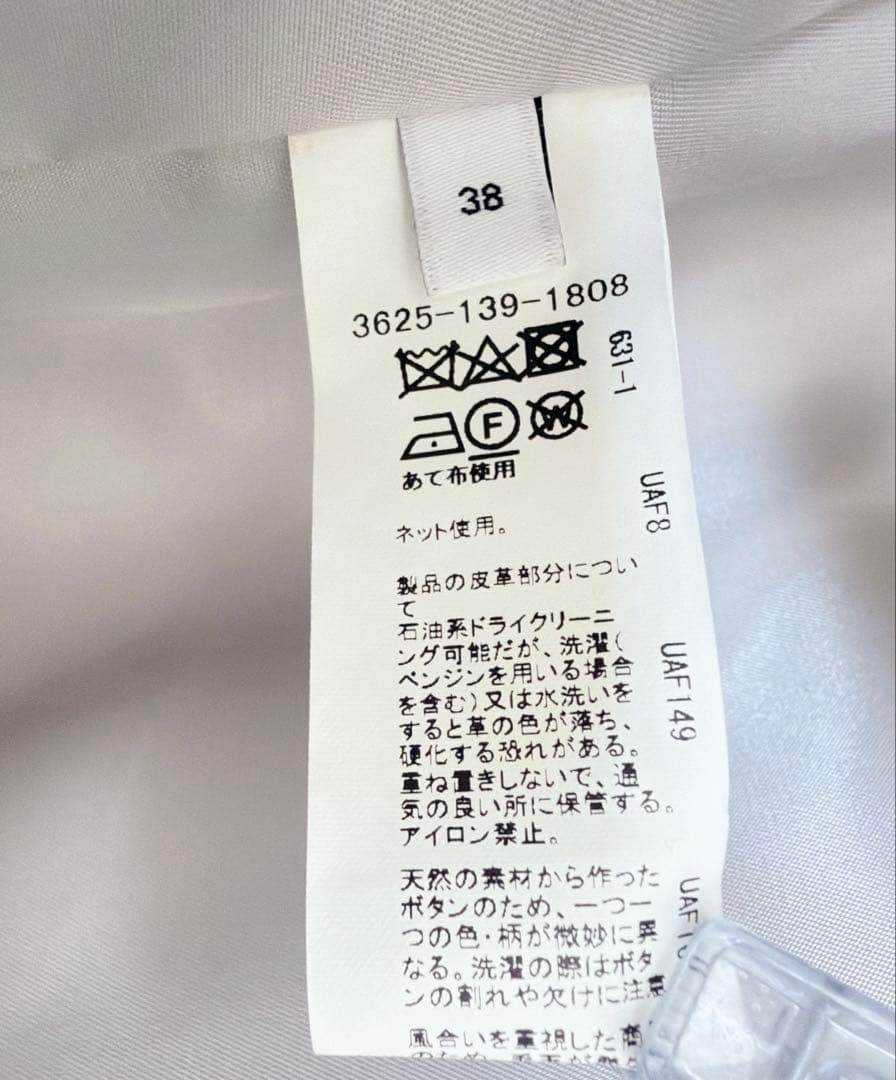 38
3625-139-1808
631-1
F
W
あて布使用
UAF8
ネット使用。
製品の皮革部分につい
て
石油系ドライクリーニ
ング可能だが、洗濯(
ベンジンを用いる場合
を含む)又は水洗いを
すると革の色が落ち、
硬化する恐れがある。
重ね置きしないで、通
気の良い所に保管する。
アイロン禁止。
UAF149
天然の素材から作った
ボタンのため、一つ一
つの色・柄が微妙に異
なる。洗濯の際はボタ
ンの割れや欠けに注意
風合いを重視した商
のため